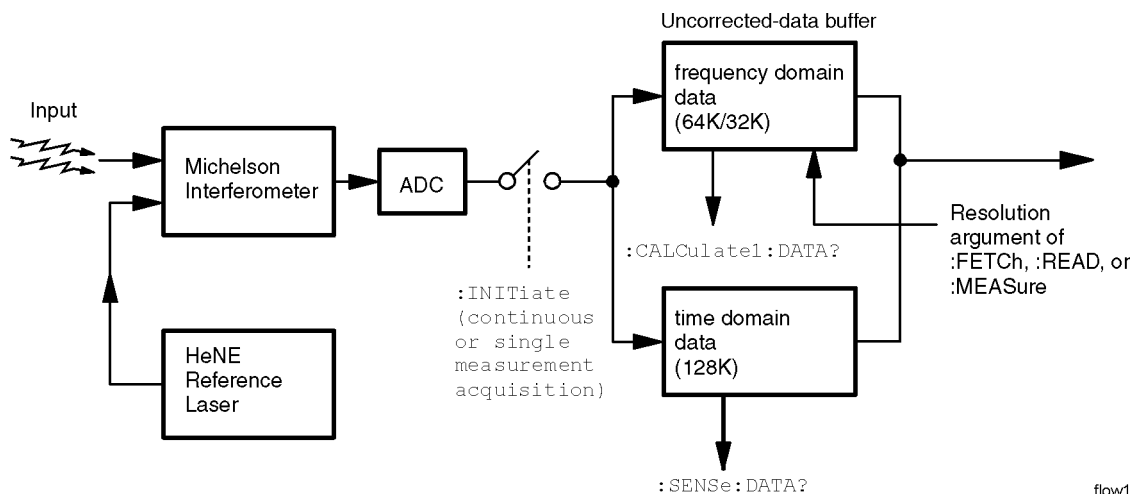 Uncorrected-data buffer
Input
Michelson
Interferometer
ADC
frequency domain
data
(64K/32K)
:CALCulate1:DATA?
Resolution
argument of
:FETCh, :READ, or
:MEASure
:INITiate
(continuous
or single
measurement
acquisition)
HeNE
Reference
Laser
time domain
data
(128K)
:SENSe:DATA?
flow1